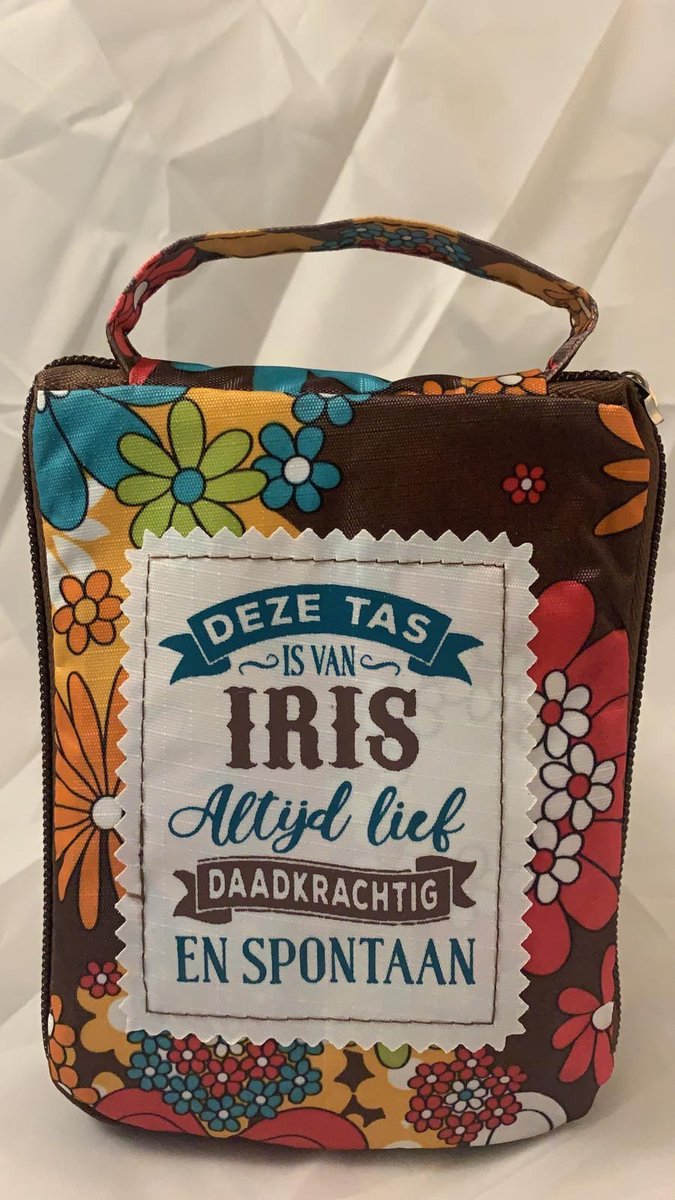 DEZE TAS
IS VAN
IRIS
Altijd lief
DAADKRACHTIG
EN SPONTAAN